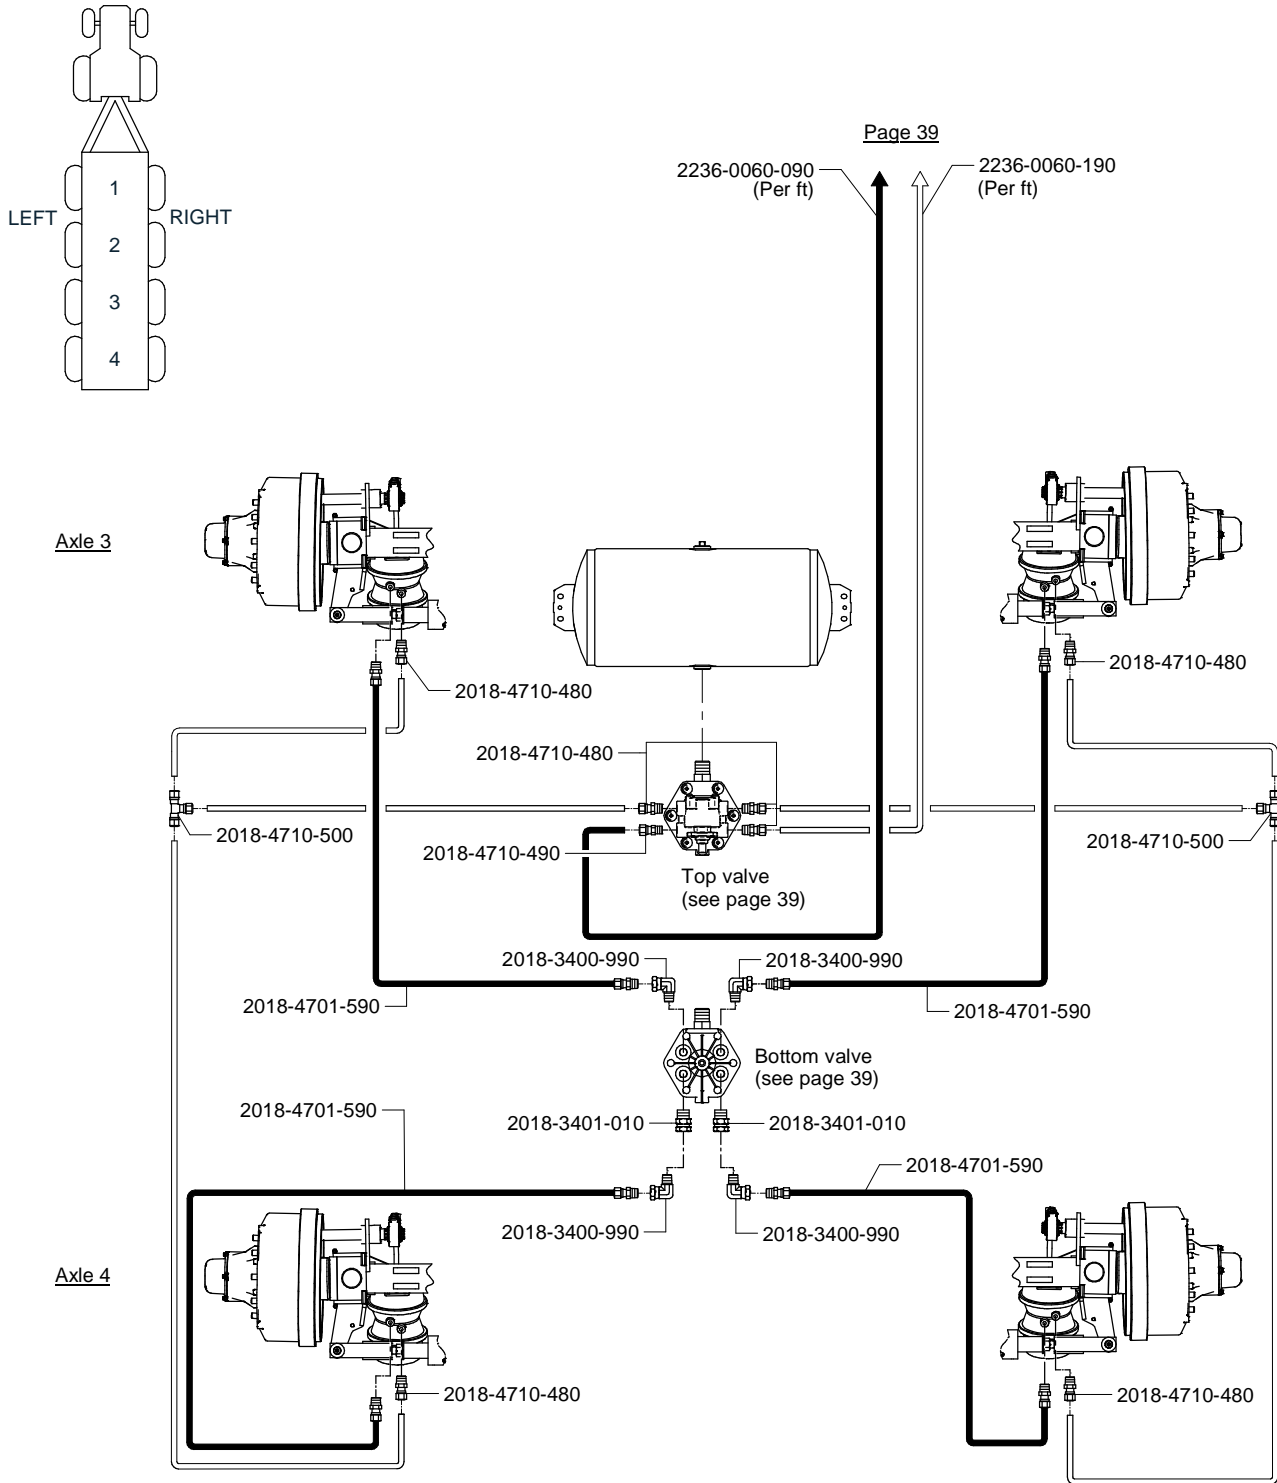 Page 39
2236-0060-090
(Per ft)
2236-0060-190
(Per ft)
1
LEFT
RIGHT
2
3
4
Axle 3
2018-4710-480
2018-4710-480
2018-4710-480
2018-4710-500
2018-4710-490
2018-4710-500
Top valve
(see page 39)
2018-3400-990
2018-3400-990
2018-4701-590
2018-4701-590
Bottom valve
(see page 39)
2018-4701-590
2018-3401-010
2018-3401-010
2018-4701-590
2018-3400-990
2018-3400-990
Axle 4
2018-4710-480
2018-4710-480